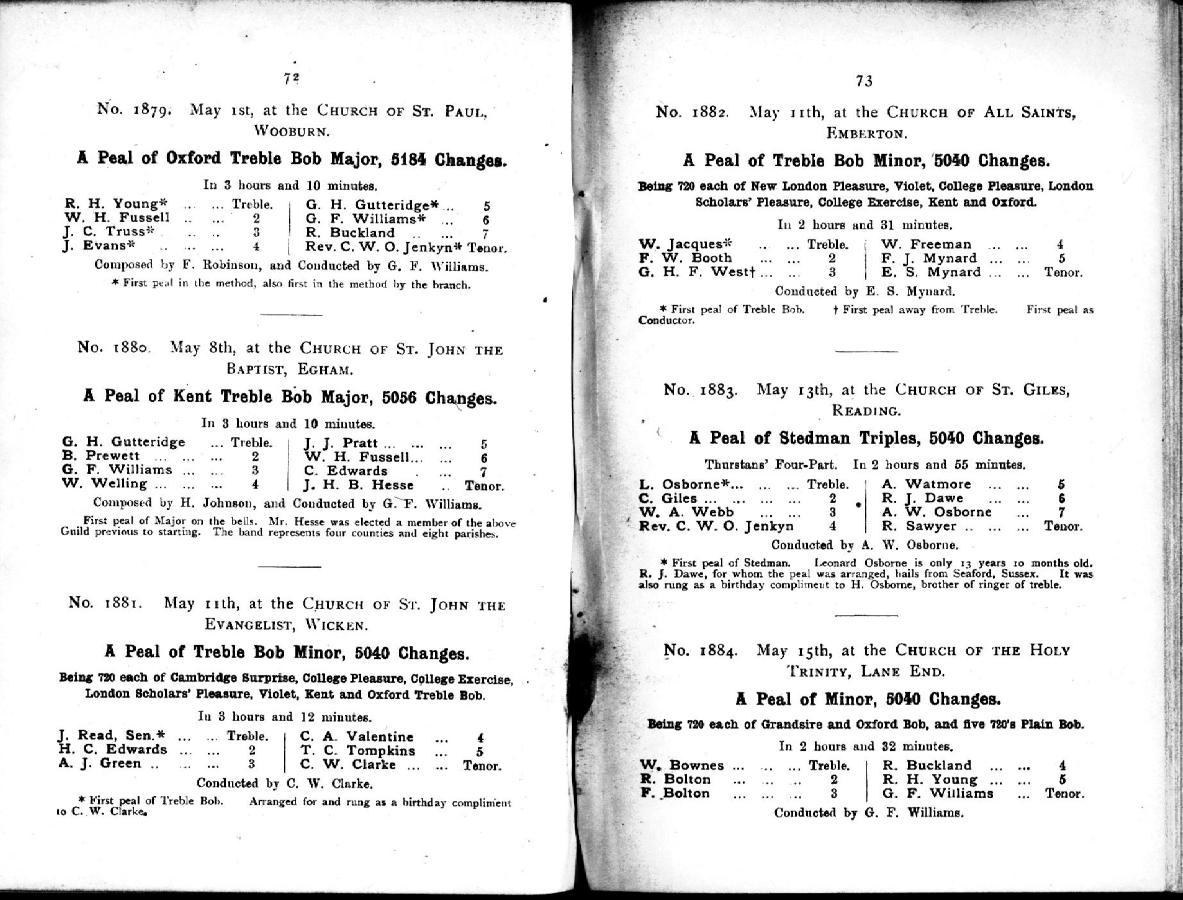 72
No. 1879. May 1st, at the CHURCH OF ST. PAUL,
WOOBURN.
A Peal of Oxford Treble Bob Major, 5184 Changes.
In 3 hours and 10 minutes.
R. H. Young* ... ... Treble. G. H. Gutteridge* .. 5
W. H. Fussell .. ... 2 G. F. Williams* ... 6
J. C. Truss* .. .. 3 R. Buckland .. ... 7
J. Evans* .. ... ... 4 Rev. C. W. O. Jenkyn* Tenor.
Composed by F. Robinson, and Conducted by G. F. Williams.
* First peal in the method, also first in the method by the branch.
No. 1880. May 8th, at the CHURCH OF ST. JOHN THE
BAPTIST, EGHAM.
A Peal of Kent Treble Bob Major, 5056 Changes.
In 3 hours and 10 minutes.
G. H. Gutteridge ... Treble. J. J. Pratt ... ... ... 5
B. Prewett ... ... ... 2 W. H. Fussell... ... 6
G. F. Williams ... ... 3 C. Edwards . ... 7
W. Welling ... ... ... 4 J. H. B. Hesse .. Tenor.
Composed by H. Johnson, and Conducted by G. F. Williams.
First peal of Major on the bells. Mr. Hesse was elected a member of the above
Guild previous to starting. The band represents four counties and eight parishes.
No. 1881. May 11th, at the CHURCH OF ST. JOHN THE
EVANGELIST, WICKEN.
A Peal of Treble Bob Minor, 5040 Changes.
Being 720 each of Cambridge Surprise, College Pleasure, College Exercise,
London Scholars' Pleasure, Violet, Kent and Oxford Treble Bob.
In 3 hours and 12 minutes.
J. Read, Sen.* ... ... Treble. C. A. Valentine ... 4
H. C. Edwards ... ... 2 T. C. Tompkins ... 5
A. J. Green .. ... ... 3 C. W. Clarke ... ... Tenor.
Conducted by C. W. Clarke.
* First peal of Treble Bob. Arranged for and rung as a birthday compliment
to C. W. Clarke.
73
No. 1882. May 11th, at the CHURCH OF ALL SAINTS,
EMBERTON.
A Peal of Treble Bob Minor, 5040 Changes.
Being 720 each of New London Pleasure, Violet, College Pleasure, London
Scholars' Pleasure, College Exercise, Kent and Oxford.
In 2 hours and 31 minutes.
W. Jacques* .. ... Treble. W. Freeman ... ... 4
F. W. Booth ... ... 2 F. J. Mynard ... ... 5
G. H. F. West† ... ... 3 E. S. Mynard ... ... Tenor.
Conducted by E. S. Mynard.
* First peal of Treble Bob. † First peal away from Treble. First peal as
Conductor.
No. 1883. May 13th, at the CHURCH OF ST. GILES,
READING.
A Peal of Stedman Triples, 5040 Changes.
Thurstans' Four-Part. In 2 hours and 55 minutes.
L. Osborne*... ... ... Treble. A. Watmore ... ... 5
C. Giles ... ... ... ... 2 R. J. Dawe ... ... 6
W. A. Webb ... ... 3 A. W. Osborne ... 7
Rev. C. W. O. Jenkyn 4 R. Sawyer .. ... ... Tenor.
Conducted by A. W. Osborne.
* First peal of Stedman. Leonard Osborne is only 13 years 10 months old.
R. J. Dawe, for whom the peal was arranged, hails from Seaford, Sussex. It was
also rung as a birthday compliment to H. Osborne, brother of ringer of treble.
No. 1884. May 15th, at the CHURCH OF THE HOLY
TRINITY, LANE END.
A Peal of Minor, 5040 Changes.
Being 720 each of Grandsire and Oxford Bob, and five 720's Plain Bob.
In 2 hours and 32 minutes.
W. Bownes ... ... ... Treble. R. Buckland ... ... 4
R. Bolton ... ... ... 2 R. H. Young ... ... 5
F. Bolton ... ... ... 3 G. F. Williams ... Tenor.
Conducted by G. F. Williams.